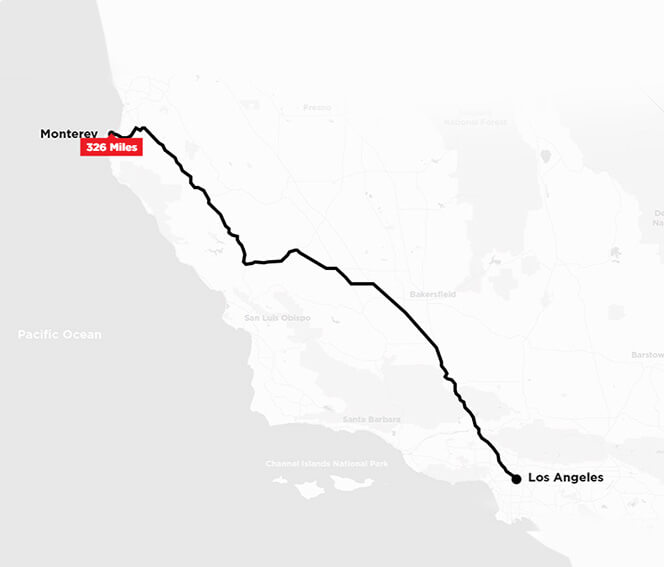 Fresno
National Forest
Monterey
326 Miles
Bakersfield
San Luis Obispo
Pacific Ocean
Barstow
Santa Barbara
Channel Islands National Park
Los Angeles